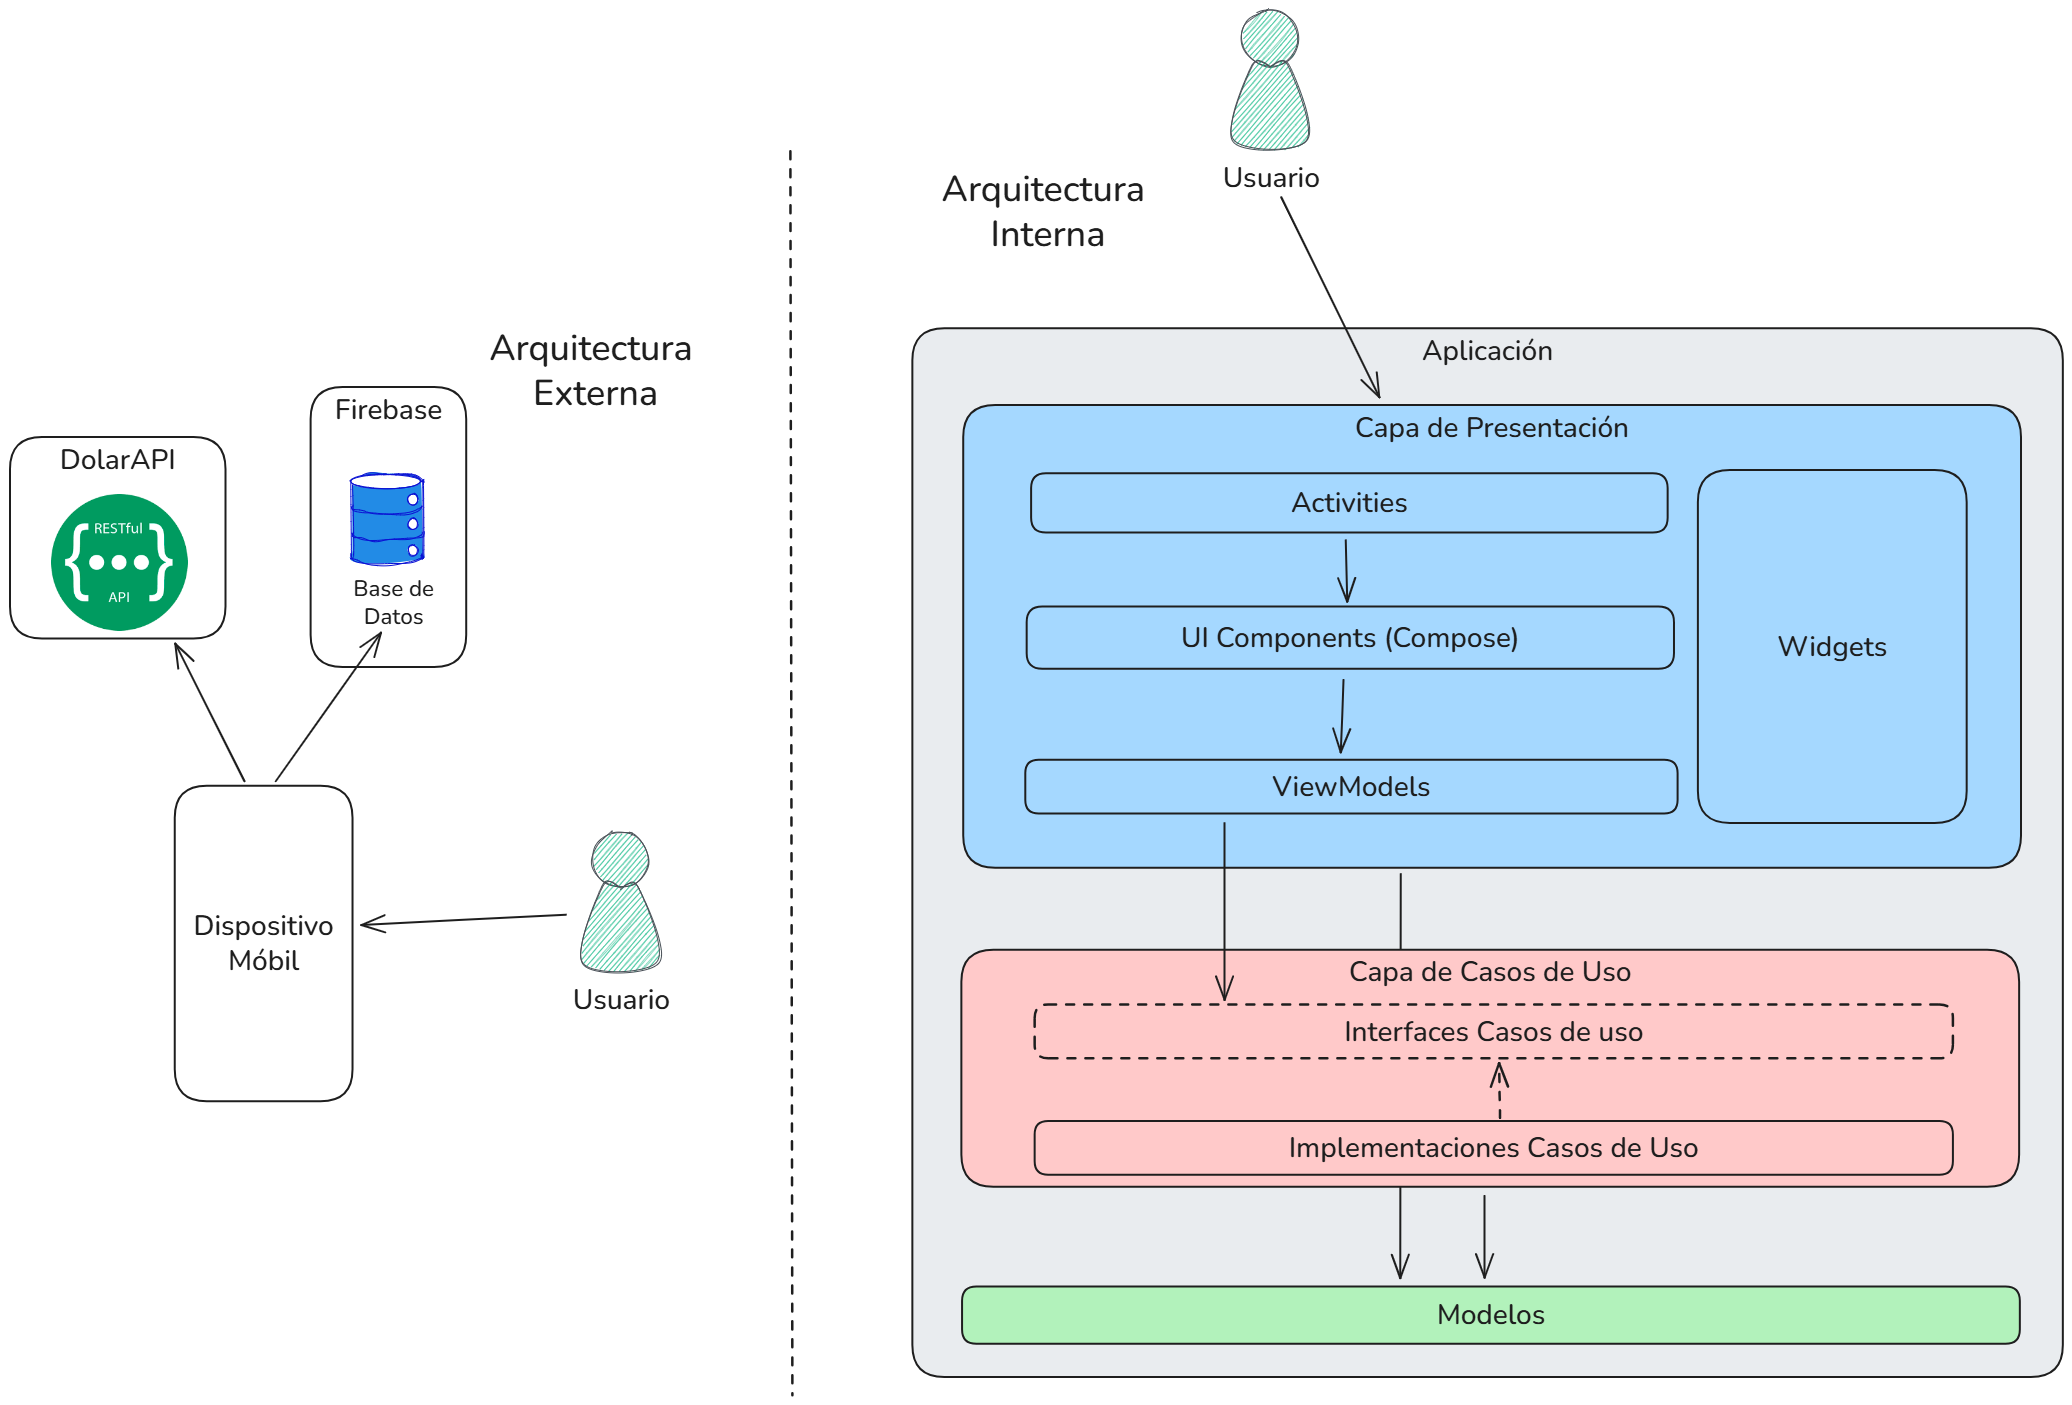 Arquitectura
Externa
DolarAPI
RESTful
API
Firebase
Base de
Datos
Dispositivo
Móbil
Usuario
Arquitectura
Interna
Usuario
Aplicación
Capa de Presentación
Activities
UI Components (Compose)
ViewModels
Widgets
Capa de Casos de Uso
Interfaces Casos de uso
Implementaciones Casos de Uso
Modelos